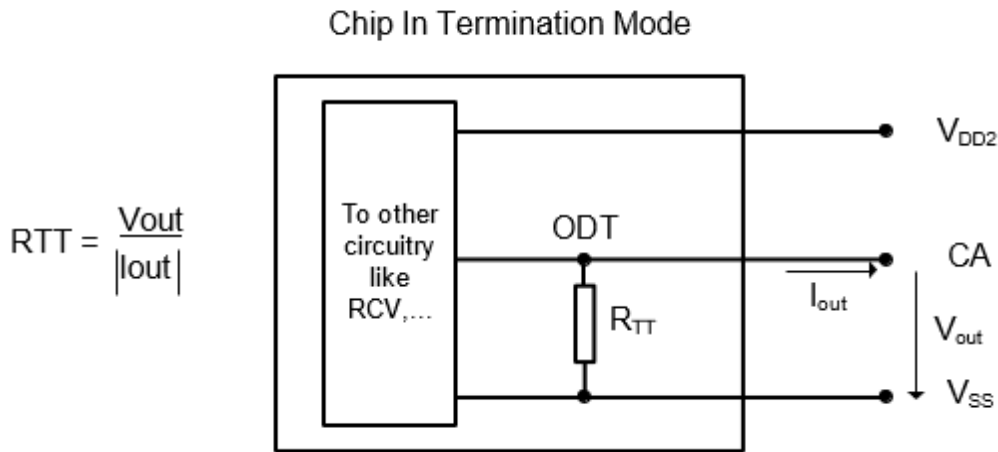 Chip In Termination Mode
RTT = Vout
|Iout|
To other
circuitry
like
RCV,...
ODT
R_TT
V_DD2
CA
I_out
V_out
V_SS